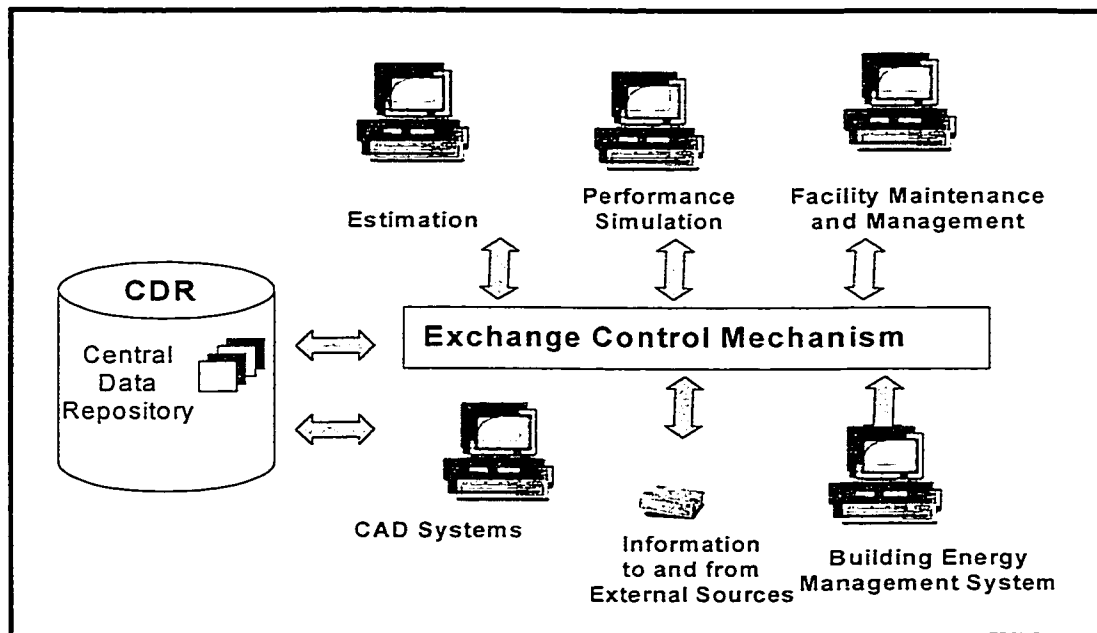 Estimation
Performance
Simulation
Facility Maintenance
and Management
CDR
Central
Data
Repository
Exchange Control Mechanism
CAD Systems
Information
to and from
External Sources
Building Energy
Management System